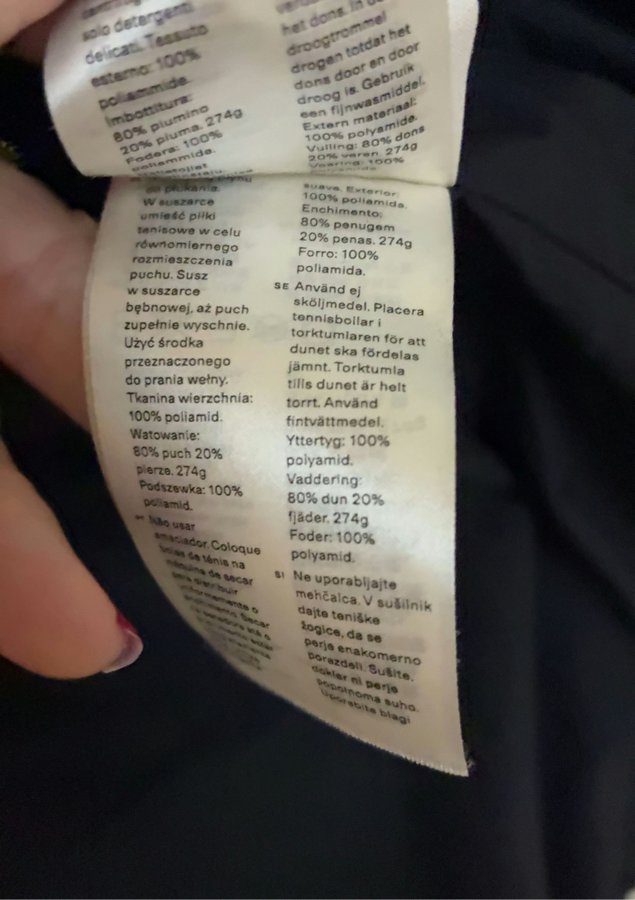 solo detergenti
delicati. Tessuto
esterno: 100%
poliammide.
Imbottitura:
80% piumino
20% piuma. 274g
Fodera: 100%
poliammide.
het dons. In de
droogtrommel
drogen totdat het
dons door en door
droog is. Gebruik
een fijnwasmiddel.
Extern materiaal:
100% polyamide.
Vulling: 80% dons
20% veren. 274g
Voering: 100%
do płukania.
W suszarce
umieść piłki
tenisowe w celu
równomiernego
rozmieszczenia
puchu. Susz
w suszarce
bębnowej, aż puch
zupełnie wyschnie.
Użyć środka
przeznaczonego
do prania wełny.
Tkanina wierzchnia:
100% poliamid.
Watowanie:
80% puch 20%
pierze. 274g
Podszewka: 100%
poliamid.
Não usar
amaciador. Coloque
bolas de ténis na
máquina de secar
para distribuir
uniformemente o
suave. Exterior:
100% poliamida.
Enchimento:
80% penugem
20% penas. 274g
Forro: 100%
poliamida.
SE Använd ej
sköljmedel. Placera
tennisbollar i
torktumlaren för att
dunet ska fördelas
jämnt. Torktumla
tills dunet är helt
torrt. Använd
fintvättmedel.
Yttertyg: 100%
polyamid.
Vaddering:
80% dun 20%
fjäder. 274g
Foder: 100%
polyamid.
SI Ne uporabljajte
mehčalca. V sušilnik
dajte teniške
žogice, da se
perje enakomerno
porazdeli. Sušite,
dokler ni perje
popolnoma suho.
Uporabite blagi